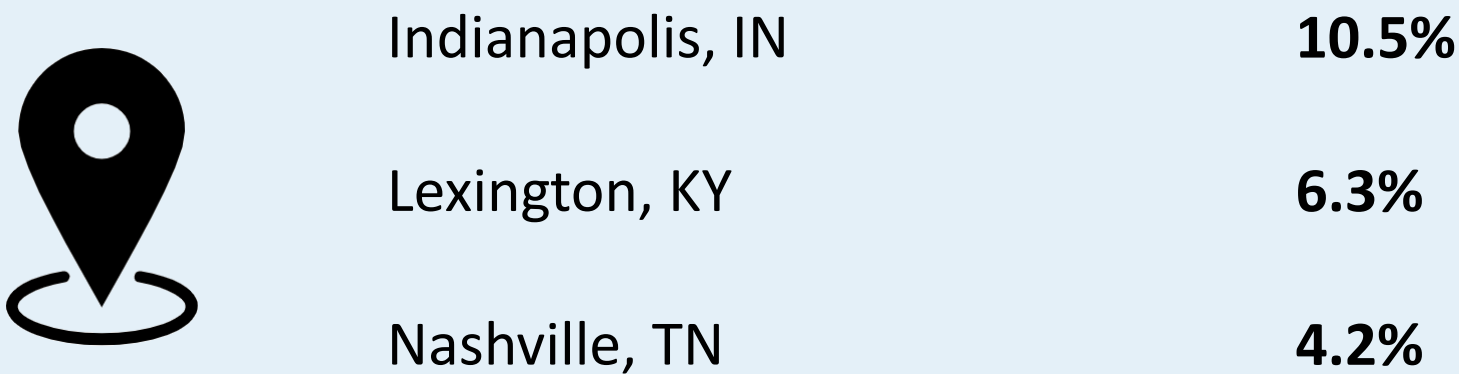 Indianapolis, IN 10.5%
Lexington, KY 6.3%
Nashville, TN 4.2%